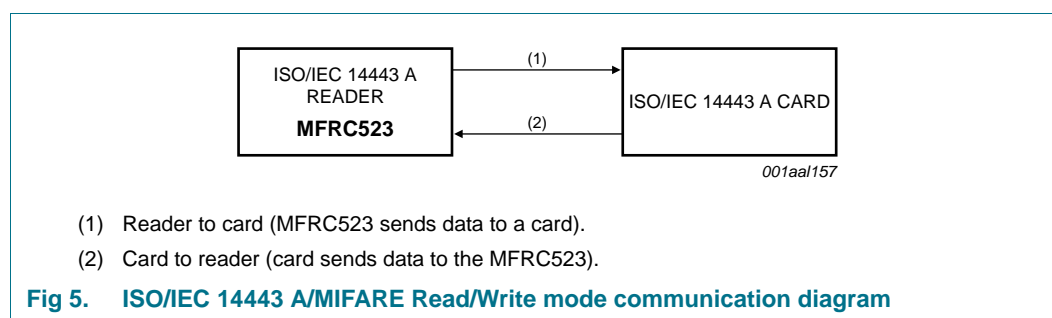 ISO/IEC 14443 A
READER
MFRC523
(1)
(2)
ISO/IEC 14443 A CARD
001aal157
(1) Reader to card (MFRC523 sends data to a card).
(2) Card to reader (card sends data to the MFRC523).
Fig 5. ISO/IEC 14443 A/MIFARE Read/Write mode communication diagram